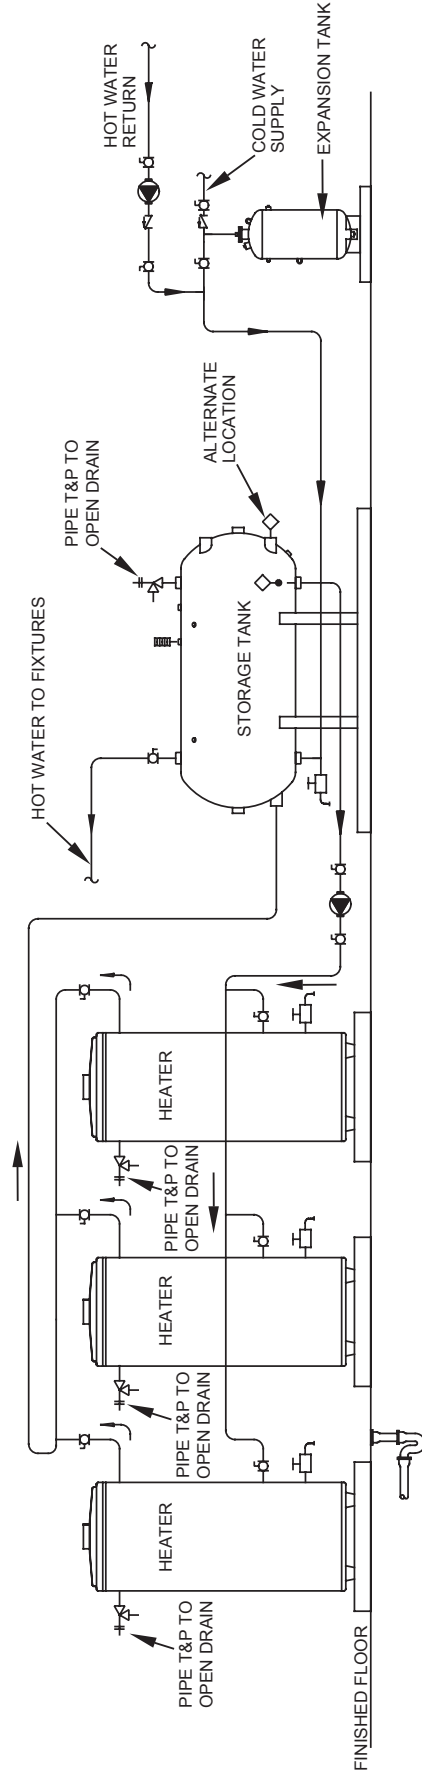 PIPE T&P TO
OPEN DRAIN
HEATER
PIPE T&P TO
OPEN DRAIN
HEATER
PIPE T&P TO
OPEN DRAIN
HEATER
HOT WATER TO FIXTURES
PIPE T&P TO
OPEN DRAIN
STORAGE TANK
ALTERNATE
LOCATION
HOT WATER
RETURN
COLD WATER
SUPPLY
EXPANSION TANK
FINISHED FLOOR